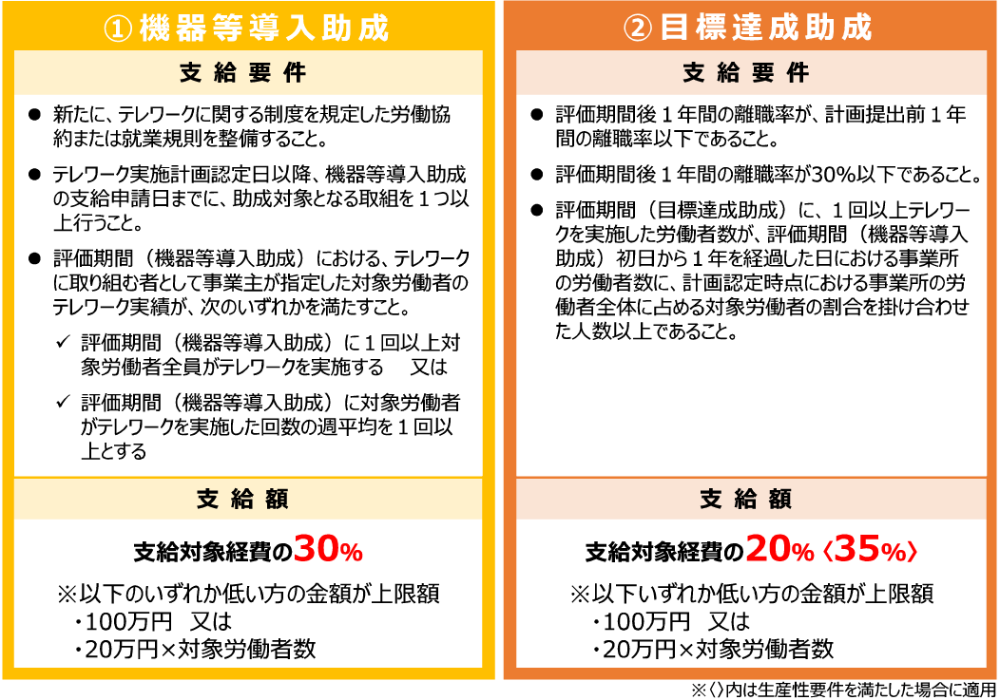 ①機器等導入助成
支給要件
● 新たに、テレワークに関する制度を規定した労働協
約または就業規則を整備すること。
● テレワーク実施計画認定日以降、機器等導入助成
の支給申請日までに、助成対象となる取組を１つ以
上行うこと。
● 評価期間（機器等導入助成）における、テレワーク
に取り組む者として事業主が指定した対象労働者の
テレワーク実績が、次のいずれかを満たすこと。
✓ 評価期間（機器等導入助成）に１回以上対
象労働者全員がテレワークを実施する　又は
✓ 評価期間（機器等導入助成）に対象労働者
がテレワークを実施した回数の週平均を１回以
上とする
支給額
支給対象経費の30%
※以下のいずれか低い方の金額が上限額
・100万円　又は
・20万円×対象労働者数
②目標達成助成
支給要件
● 評価期間後１年間の離職率が、計画提出前１年
間の離職率以下であること。
● 評価期間後１年間の離職率が30%以下であること。
● 評価期間（目標達成助成）に、１回以上テレワー
クを実施した労働者数が、評価期間（機器等導入
助成）初日から１年を経過した日における事業所
の労働者数に、計画認定時点における事業所の労
働者全体に占める対象労働者の割合を掛け合わせ
た人数以上であること。
支給額
支給対象経費の20%〈35%〉
※以下いずれか低い方の金額が上限額
・100万円　又は
・20万円×対象労働者数
※〈〉内は生産性要件を満たした場合に適用